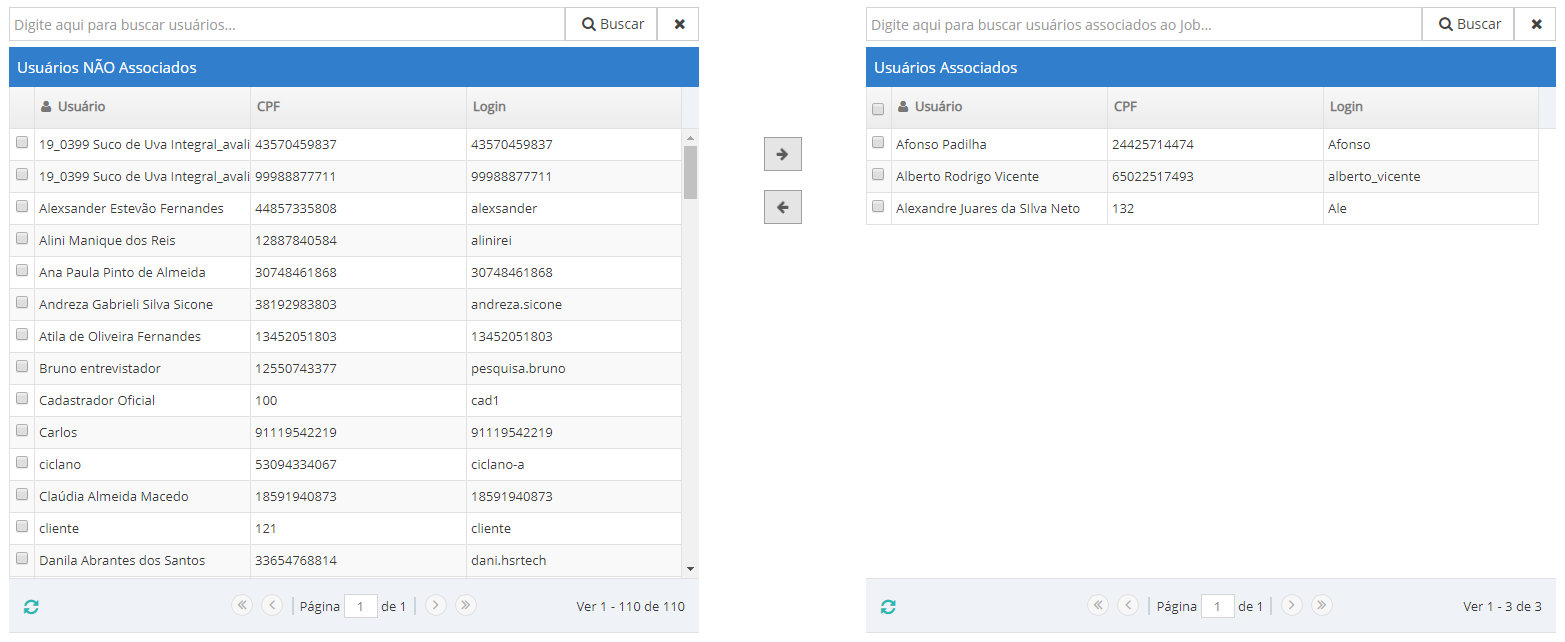 Digite aqui para buscar usuários... Buscar
Usuários NÃO Associados
Usuário CPF Login
19_0399 Suco de Uva Integral_avali 43570459837 43570459837
19_0399 Suco de Uva Integral_avali 99988877711 99988877711
Alexsander Estevão Fernandes 44857335808 alexsander
Alini Manique dos Reis 12887840584 alinirei
Ana Paula Pinto de Almeida 30748461868 30748461868
Andreza Gabrieli Silva Sicone 38192983803 andreza.sicone
Atila de Oliveira Fernandes 13452051803 13452051803
Bruno entrevistador 12550743377 pesquisa.bruno
Cadastrador Oficial 100 cad1
Carlos 91119542219 91119542219
ciclano 53094334067 ciclano-a
Claúdia Almeida Macedo 18591940873 18591940873
cliente 121 cliente
Danila Abrantes dos Santos 33654768814 dani.hsrtech
Página 1 de 1 Ver 1 - 110 de 110
Digite aqui para buscar usuários associados ao Job... Buscar
Usuários Associados
Usuário CPF Login
Afonso Padilha 24425714474 Afonso
Alberto Rodrigo Vicente 65022517493 alberto_vicente
Alexandre Juares da SIlva Neto 132 Ale
Página 1 de 1 Ver 1 - 3 de 3